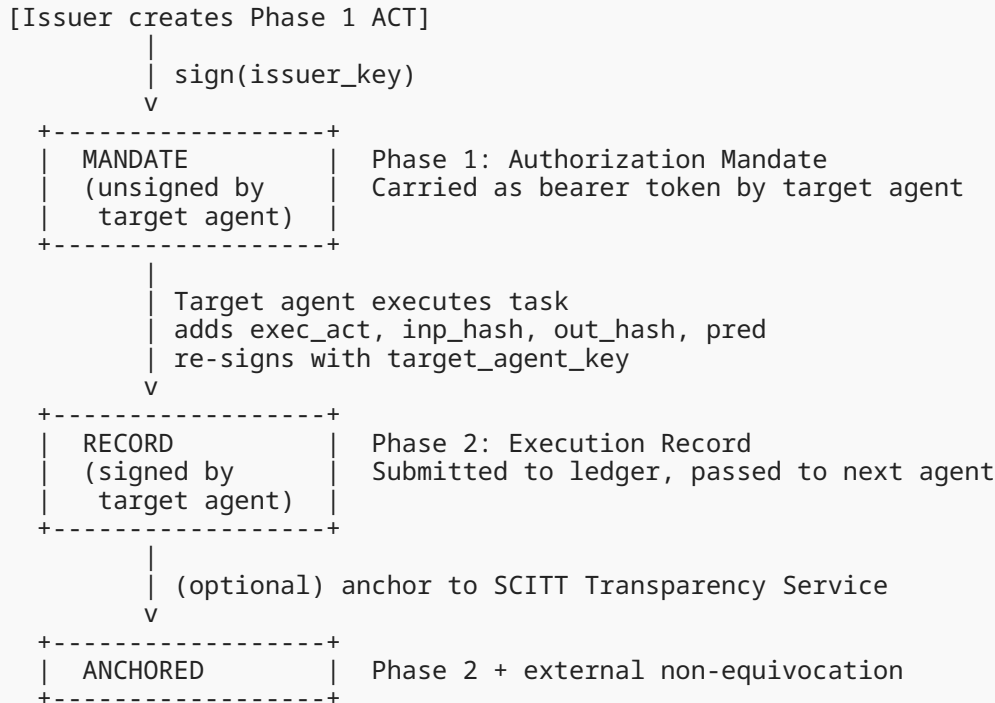 [Issuer creates Phase 1 ACT]
|
| sign(issuer_key)
v
+------------------+
| MANDATE | Phase 1: Authorization Mandate
| (unsigned by | Carried as bearer token by target agent
| target agent) |
+------------------+
|
| Target agent executes task
| adds exec_act, inp_hash, out_hash, pred
| re-signs with target_agent_key
v
+------------------+
| RECORD | Phase 2: Execution Record
| (signed by | Submitted to ledger, passed to next agent
| target agent) |
+------------------+
|
| (optional) anchor to SCITT Transparency Service
v
+------------------+
| ANCHORED | Phase 2 + external non-equivocation
+------------------+